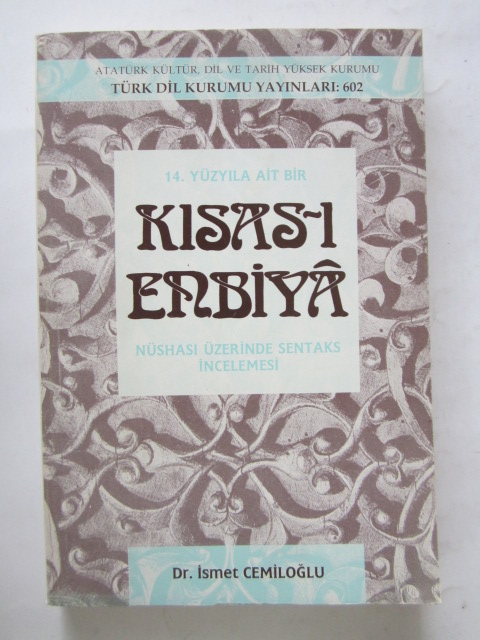 ATATÜRK KÜLTÜR, DİL VE TARİH YÜKSEK KURUMU
TÜRK DİL KURUMU YAYINLARI: 602
14. YÜZYILA AİT BİR
KISAS-I
ENBİYÂ
NÜSHASI ÜZERİNDE SENTAKS
İNCELEMESİ
Dr. İsmet CEMİLOĞLU